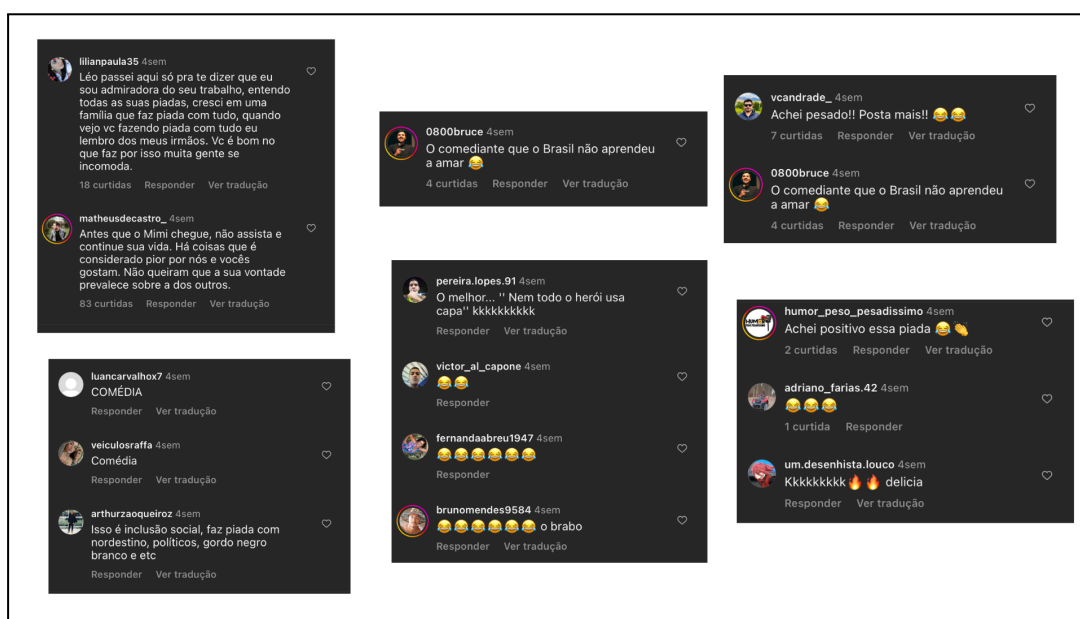 lilianpaula35 4sem
Léo passei aqui só pra te dizer que eu
sou admiradora do seu trabalho, entendo
todas as suas piadas, cresci em uma
família que faz piada com tudo, quando
vejo vc fazendo piada com tudo eu
lembro dos meus irmãos. Vc é bom no
que faz por isso muita gente se
incomoda.
18 curtidas Responder Ver tradução
matheusdecastro_ 4sem
Antes que o Mimi chegue, não assista e
continue sua vida. Há coisas que é
considerado pior por nós e vocês
gostam. Não queiram que a sua vontade
prevalece sobre a dos outros.
83 curtidas Responder Ver tradução
luancarvalhox7 4sem
COMÉDIA
Responder Ver tradução
veiculosraffa 4sem
Comédia
Responder Ver tradução
arthurzaoqueiroz 4sem
Isso é inclusão social, faz piada com
nordestino, políticos, gordo negro
branco e etc
Responder Ver tradução
0800bruce 4sem
O comediante que o Brasil não aprendeu
a amar 😂
4 curtidas Responder Ver tradução
pereira.lopes.91 4sem
O melhor... '' Nem todo o herói usa
capa'' kkkkkkkkkk
Responder Ver tradução
victor_al_capone 4sem
😂😂
Responder
fernandaabreu1947 4sem
😂😂😂😂😂😂
Responder
brunomendes9584 4sem
😂😂😂😂😂😂 o brabo
Responder Ver tradução
vcandrade_ 4sem
Achei pesado!! Posta mais!! 😂😂
7 curtidas Responder Ver tradução
0800bruce 4sem
O comediante que o Brasil não aprendeu
a amar 😂
4 curtidas Responder Ver tradução
humor_peso_pesadissimo 4sem
Achei positivo essa piada 😂👏
2 curtidas Responder Ver tradução
adriano_farias.42 4sem
😂😂😂
1 curtida Responder
um.desenhista.louco 4sem
Kkkkkkkkk🔥🔥 delicia
Responder Ver tradução